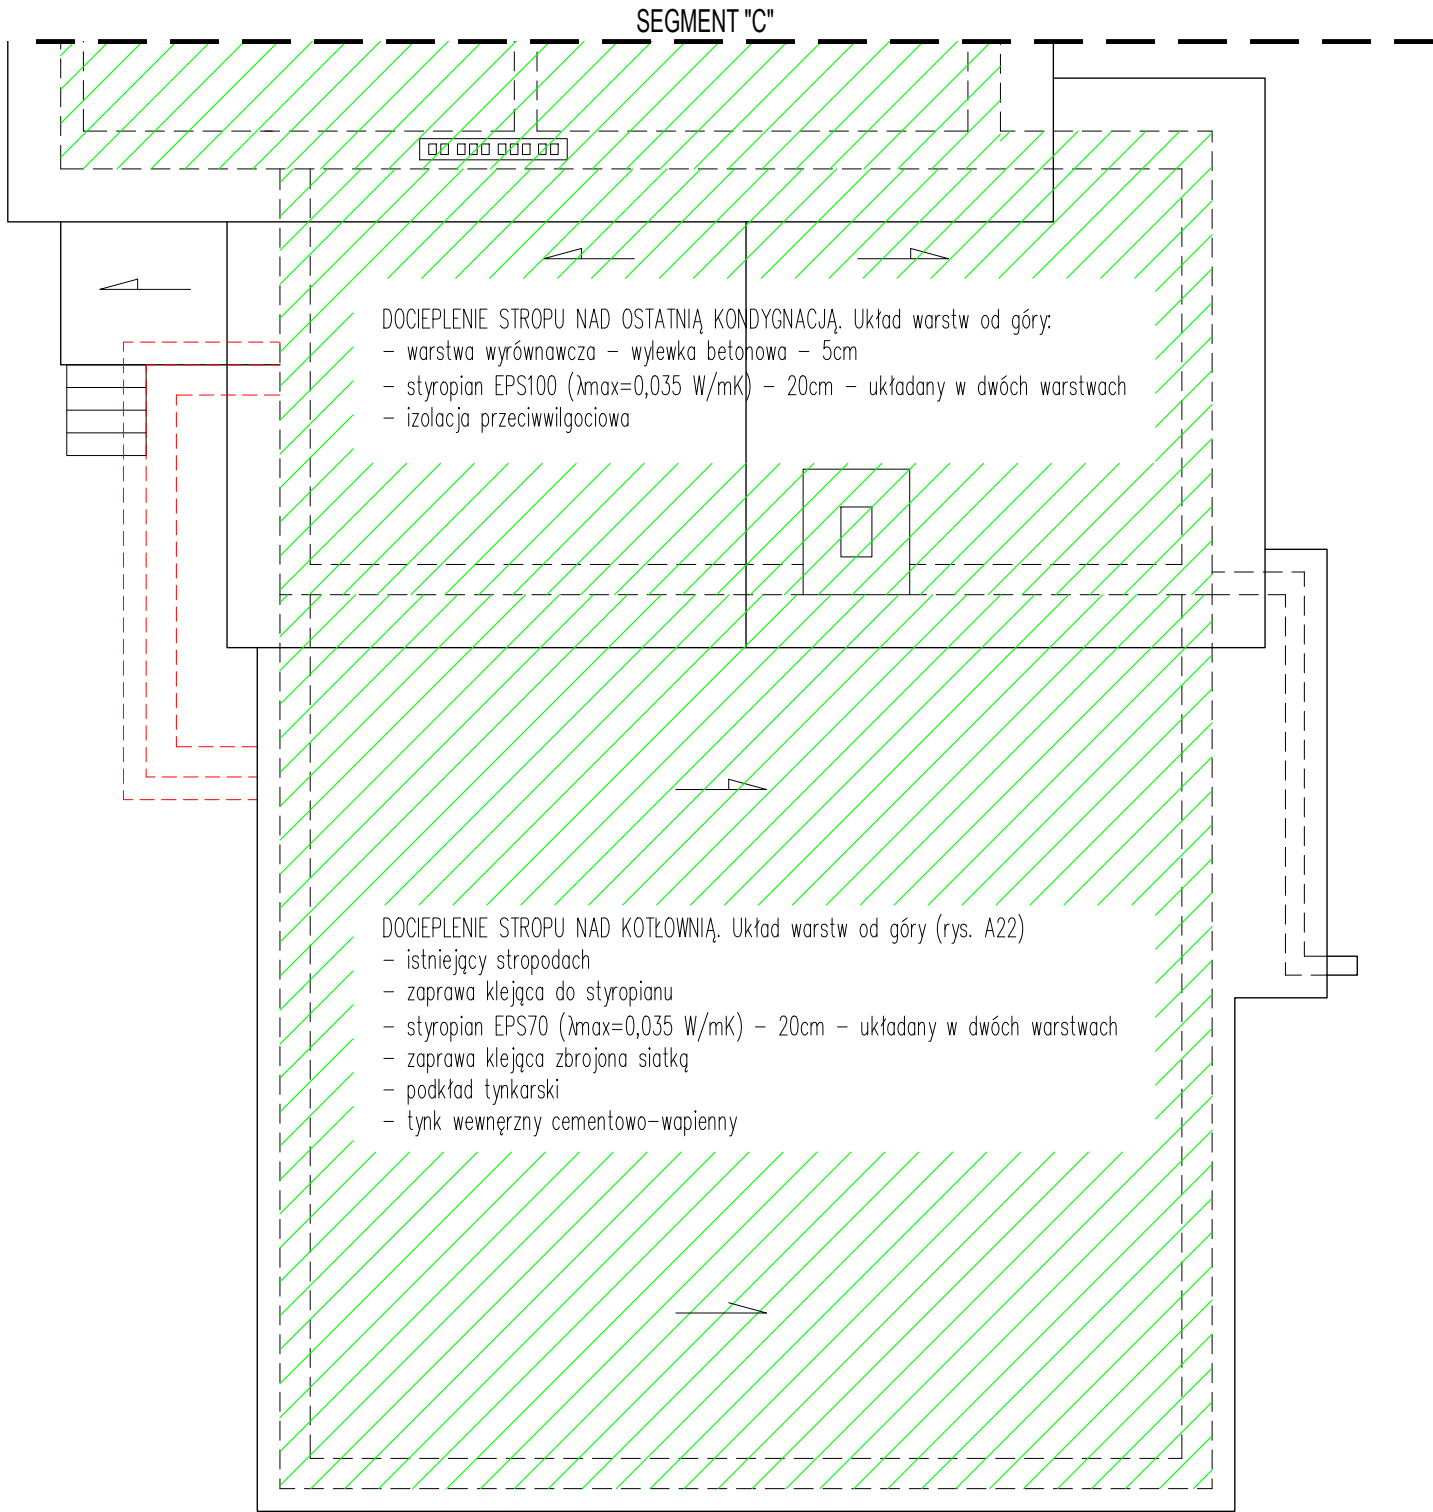 SEGMENT "C"
DOCIEPLENIE STROPU NAD OSTATNIĄ KONDYGNACJĄ. Układ warstw od góry:
– warstwa wyrównawcza – wylewka betonowa – 5cm
– styropian EPS100 (λmax=0,035 W/mK) – 20cm – układany w dwóch warstwach
– izolacja przeciwwilgociowa
DOCIEPLENIE STROPU NAD KOTŁOWNIĄ. Układ warstw od góry (rys. A22)
– istniejący stropodach
– zaprawa klejąca do styropianu
– styropian EPS70 (λmax=0,035 W/mK) – 20cm – układany w dwóch warstwach
– zaprawa klejąca zbrojona siatką
– podkład tynkarski
– tynk wewnęrzny cementowo–wapienny